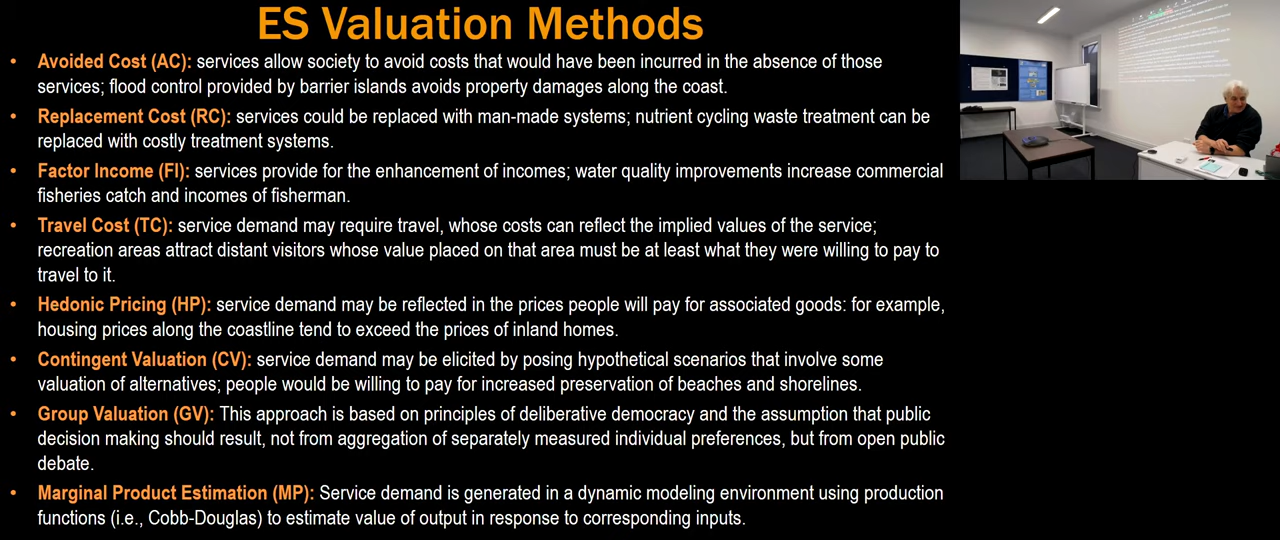 ES Valuation Methods
• Avoided Cost (AC): services allow society to avoid costs that would have been incurred in the absence of those
services; flood control provided by barrier islands avoids property damages along the coast.
• Replacement Cost (RC): services could be replaced with man-made systems; nutrient cycling waste treatment can be
replaced with costly treatment systems.
• Factor Income (FI): services provide for the enhancement of incomes; water quality improvements increase commercial
fisheries catch and incomes of fisherman.
• Travel Cost (TC): service demand may require travel, whose costs can reflect the implied values of the service;
recreation areas attract distant visitors whose value placed on that area must be at least what they were willing to pay to
travel to it.
• Hedonic Pricing (HP): service demand may be reflected in the prices people will pay for associated goods: for example,
housing prices along the coastline tend to exceed the prices of inland homes.
• Contingent Valuation (CV): service demand may be elicited by posing hypothetical scenarios that involve some
valuation of alternatives; people would be willing to pay for increased preservation of beaches and shorelines.
• Group Valuation (GV): This approach is based on principles of deliberative democracy and the assumption that public
decision making should result, not from aggregation of separately measured individual preferences, but from open public
debate.
• Marginal Product Estimation (MP): Service demand is generated in a dynamic modeling environment using production
functions (i.e., Cobb-Douglas) to estimate value of output in response to corresponding inputs.